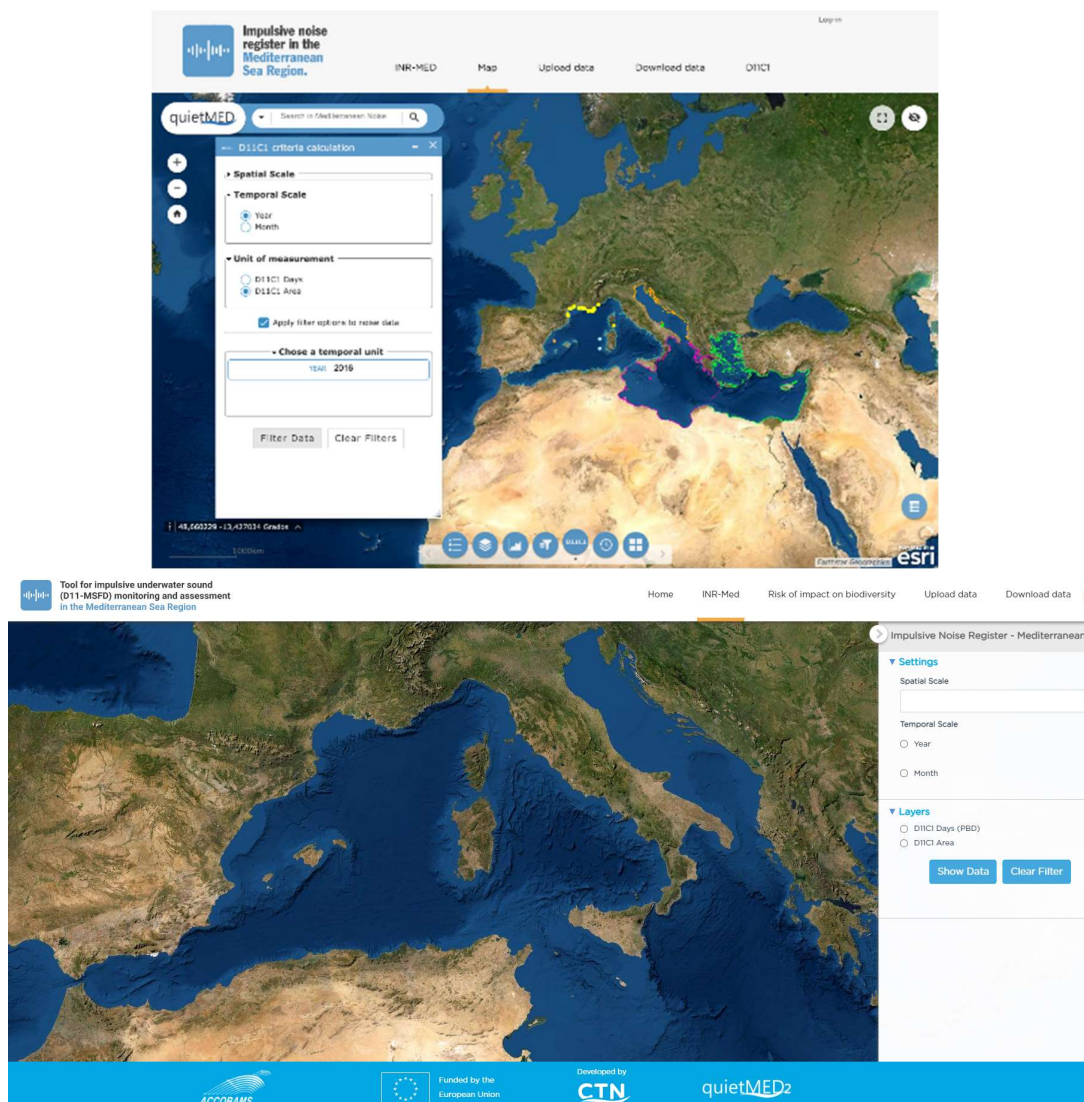 Impulsive noise
register in the
Mediterranean
Sea Region.
Log in
INR-MED
Map
Upload data
Download data
D11C1
quietMED
Search in Mediterranean Noise
D11C1 criteria calculation
Spatial Scale
Temporal Scale
Year
Month
Unit of measurement
D11C1 Days
D11C1 Area
Apply filter options to noise data
Chose a temporal unit
YEAR 2016
Filter Data
Clear Filters
Grados
D11C1
Earthstar Geographics
esri
Tool for impulsive underwater sound
(D11-MSFD) monitoring and assessment
in the Mediterranean Sea Region
Home
INR-Med
Risk of impact on biodiversity
Upload data
Download data
Impulsive Noise Register - Mediterranean
Settings
Spatial Scale
Temporal Scale
Year
Month
Layers
D11C1 Days (PBD)
D11C1 Area
Show Data
Clear Filter
ACCOBAMS
Funded by the
European Union
Developed by
CTN
quietMED2